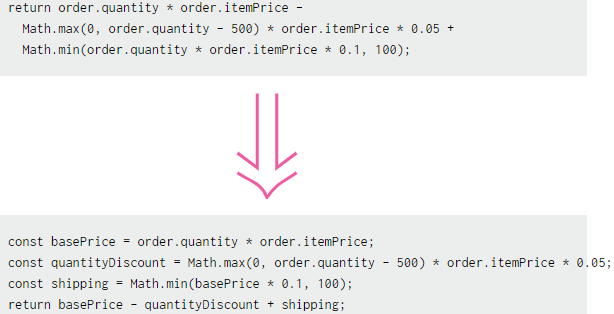 return order.quantity * order.itemPrice -
Math.max(0, order.quantity - 500) * order.itemPrice * 0.05 +
Math.min(order.quantity * order.itemPrice * 0.1, 100);
const basePrice = order.quantity * order.itemPrice;
const quantityDiscount = Math.max(0, order.quantity - 500) * order.itemPrice * 0.05;
const shipping = Math.min(basePrice * 0.1, 100);
return basePrice - quantityDiscount + shipping;